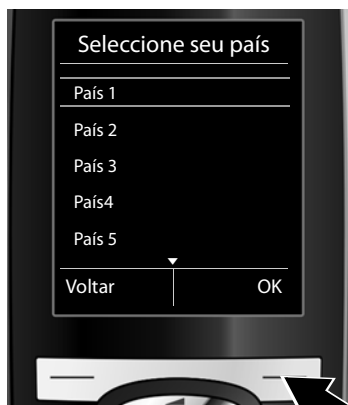 Seleccione seu país
País 1
País 2
País 3
País4
País 5
Voltar OK